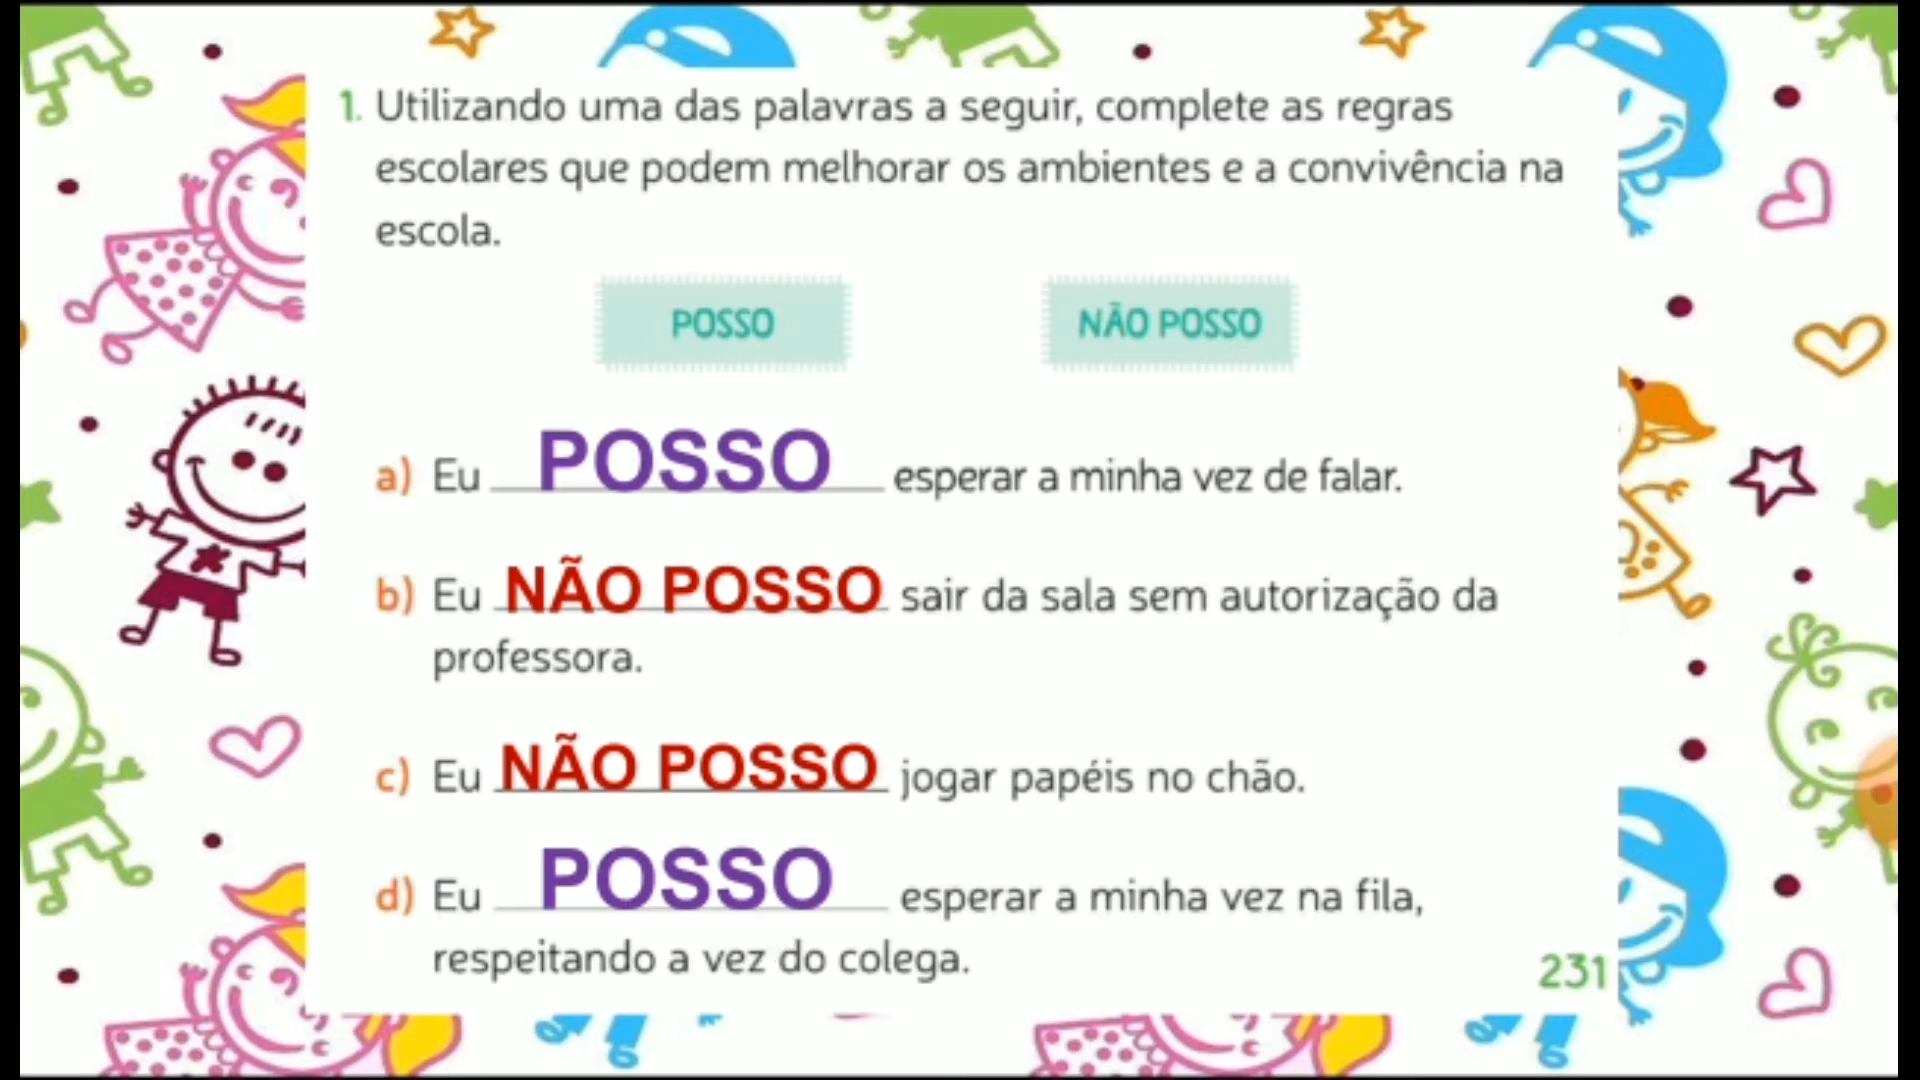 1. Utilizando uma das palavras a seguir, complete as regras
escolares que podem melhorar os ambientes e a convivência na
escola.
POSSO NÃO POSSO
a) Eu POSSO esperar a minha vez de falar.
b) Eu NÃO POSSO sair da sala sem autorização da
professora.
c) Eu NÃO POSSO jogar papéis no chão.
d) Eu POSSO esperar a minha vez na fila,
respeitando a vez do colega.
231